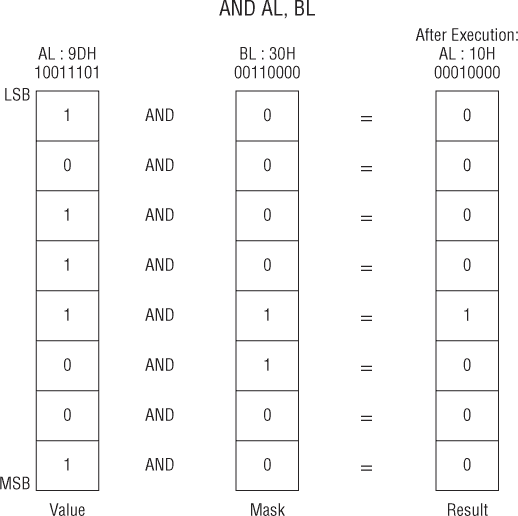 AND AL, BL
After Execution:
AL : 9DH BL : 30H AL : 10H
10011101 00110000 00010000
LSB
1 AND 0 = 0
0 AND 0 = 0
1 AND 0 = 0
1 AND 0 = 0
1 AND 1 = 1
0 AND 1 = 0
0 AND 0 = 0
1 AND 0 = 0
MSB
Value Mask Result